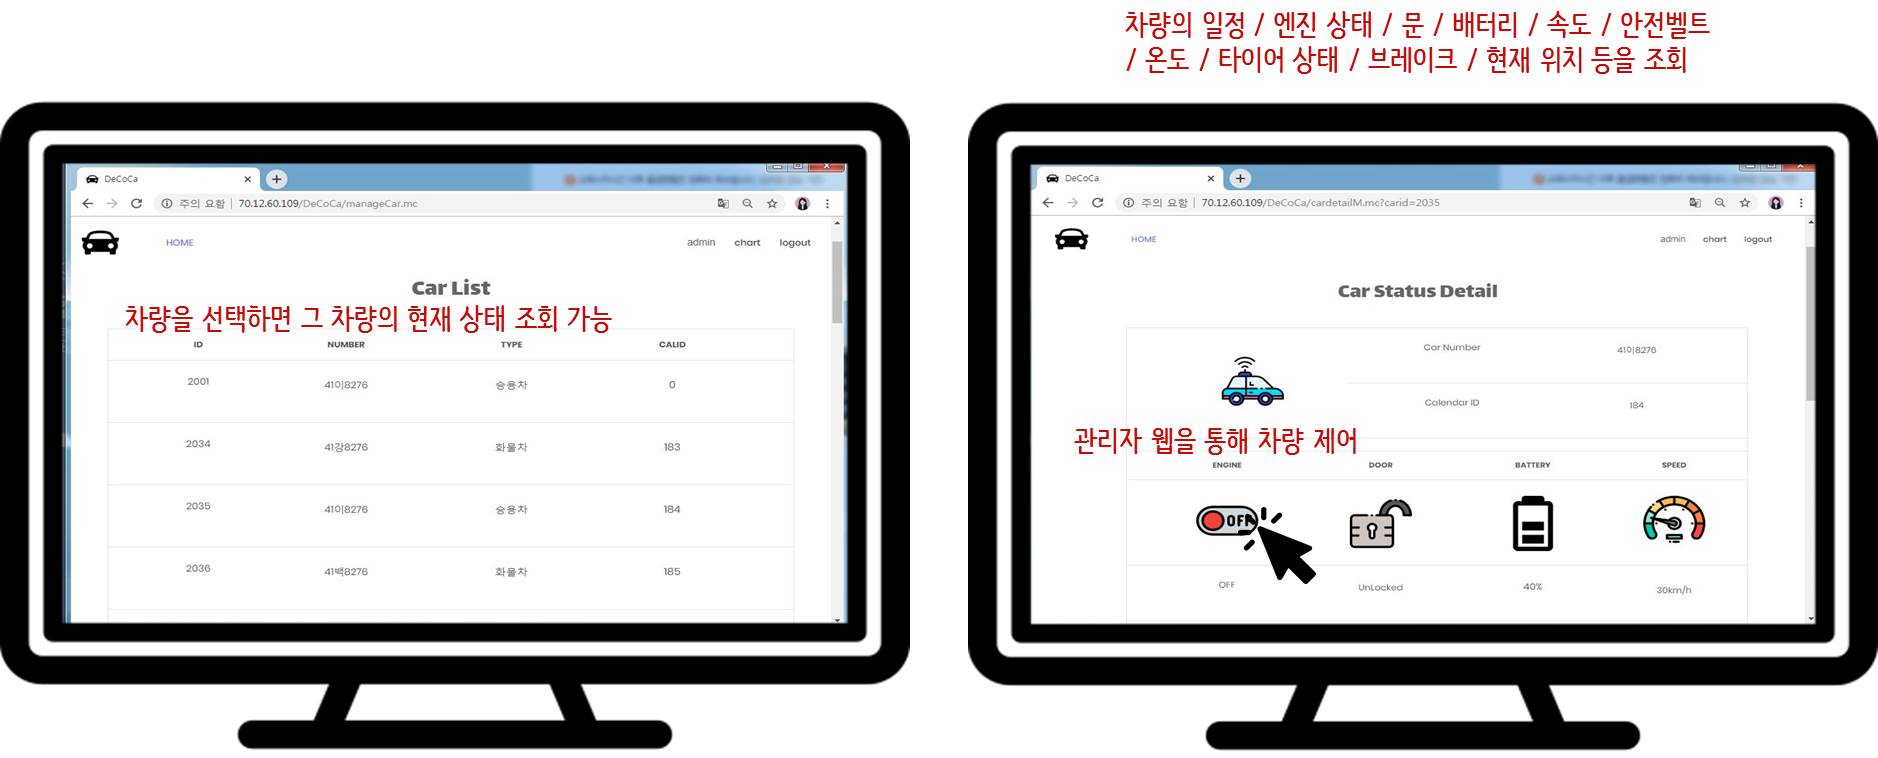 차량의 일정 / 엔진 상태 / 문 / 배터리 / 속도 / 안전벨트
/ 온도 / 타이어 상태 / 브레이크 / 현재 위치 등을 조회
DeCoCa
주의 요함 | 70.12.60.109/DeCoCa/manageCar.mc
HOME admin chart logout
Car List
차량을 선택하면 그 차량의 현재 상태 조회 가능
ID NUMBER TYPE CALID
2001 41이8276 승용차 0
2034 41강8276 화물차 183
2035 41이8276 승용차 184
2036 41백8276 화물차 185
DeCoCa
주의 요함 | 70.12.60.109/DeCoCa/cardetailM.mc?carid=2035
HOME admin chart logout
Car Status Detail
Car Number 41이8276
Calendar ID 184
관리자 웹을 통해 차량 제어
ENGINE DOOR BATTERY SPEED
OFF
OFF UnLocked 40% 30km/h